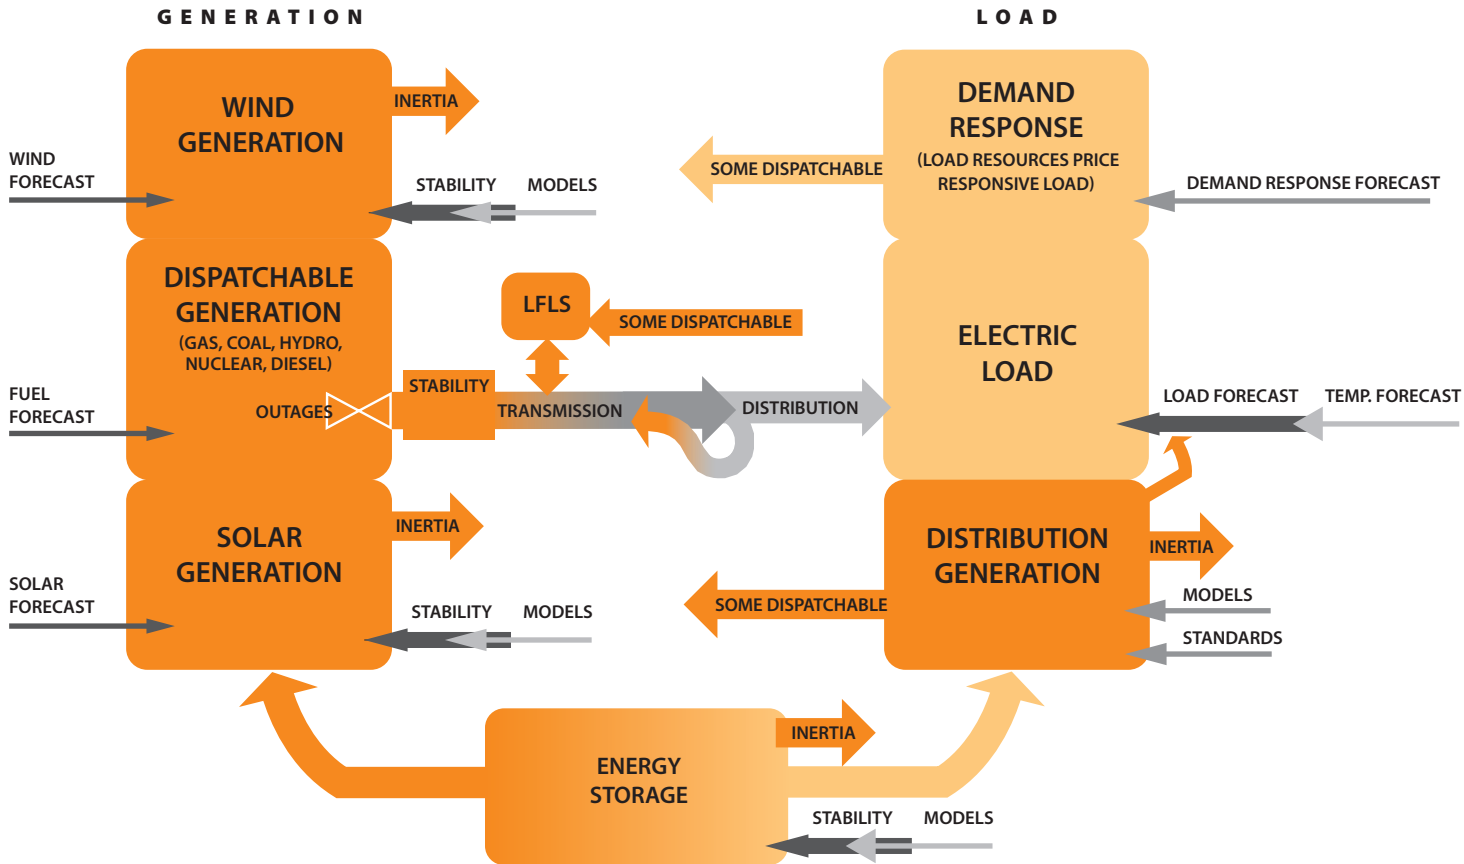 GENERATION
LOAD
WIND
GENERATION
INERTIA
WIND
FORECAST
STABILITY
MODELS
DISPATCHABLE
GENERATION
(GAS, COAL, HYDRO,
NUCLEAR, DIESEL)
FUEL
FORECAST
OUTAGES
STABILITY
LFLS
SOME DISPATCHABLE
TRANSMISSION
DISTRIBUTION
SOLAR
GENERATION
INERTIA
SOLAR
FORECAST
STABILITY
MODELS
DEMAND
RESPONSE
(LOAD RESOURCES PRICE
RESPONSIVE LOAD)
SOME DISPATCHABLE
DEMAND RESPONSE FORECAST
ELECTRIC
LOAD
LOAD FORECAST
TEMP. FORECAST
DISTRIBUTION
GENERATION
INERTIA
SOME DISPATCHABLE
MODELS
STANDARDS
ENERGY
STORAGE
INERTIA
STABILITY
MODELS